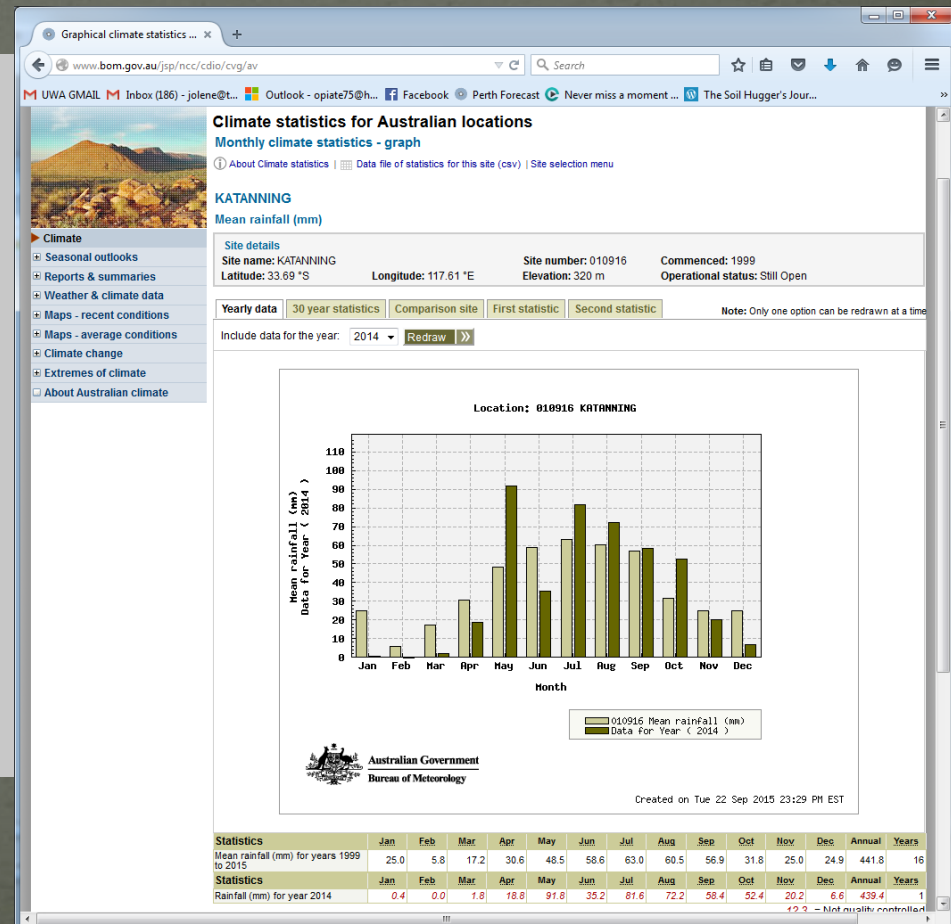 Graphical climate statistics ... × +
www.bom.gov.au/jsp/ncc/cdio/cvg/av Search
UWA GMAIL Inbox (186) - jolene@t... Outlook - opiate75@h... Facebook Perth Forecast Never miss a moment ... The Soil Hugger's Jour... »
Climate statistics for Australian locations
Monthly climate statistics - graph
About Climate statistics | Data file of statistics for this site (csv) | Site selection menu
KATANNING
Mean rainfall (mm)
Climate
Seasonal outlooks
Reports & summaries
Weather & climate data
Maps - recent conditions
Maps - average conditions
Climate change
Extremes of climate
About Australian climate
Site details
Site name: KATANNING Site number: 010916 Commenced: 1999
Latitude: 33.69 °S Longitude: 117.61 °E Elevation: 320 m Operational status: Still Open
Yearly data 30 year statistics Comparison site First statistic Second statistic Note: Only one option can be redrawn at a time
Include data for the year: 2014 Redraw »
Location: 010916 KATANNING
Mean rainfall (mm)
Data for Year ( 2014 )
110
100
90
80
70
60
50
40
30
20
10
0
Jan Feb Mar Apr May Jun Jul Aug Sep Oct Nov Dec
Month
010916 Mean rainfall (mm)
Data for Year ( 2014 )
Australian Government
Bureau of Meteorology
Created on Tue 22 Sep 2015 23:29 PM EST
Statistics Jan Feb Mar Apr May Jun Jul Aug Sep Oct Nov Dec Annual Years
Mean rainfall (mm) for years 1999
to 2015 25.0 5.8 17.2 30.6 48.5 58.6 63.0 60.5 56.9 31.8 25.0 24.9 441.8 16
Statistics Jan Feb Mar Apr May Jun Jul Aug Sep Oct Nov Dec Annual Years
Rainfall (mm) for year 2014 0.4 0.0 1.8 18.8 91.8 35.2 81.6 72.2 58.4 52.4 20.2 6.6 439.4 1
12.3 = Not quality controlled